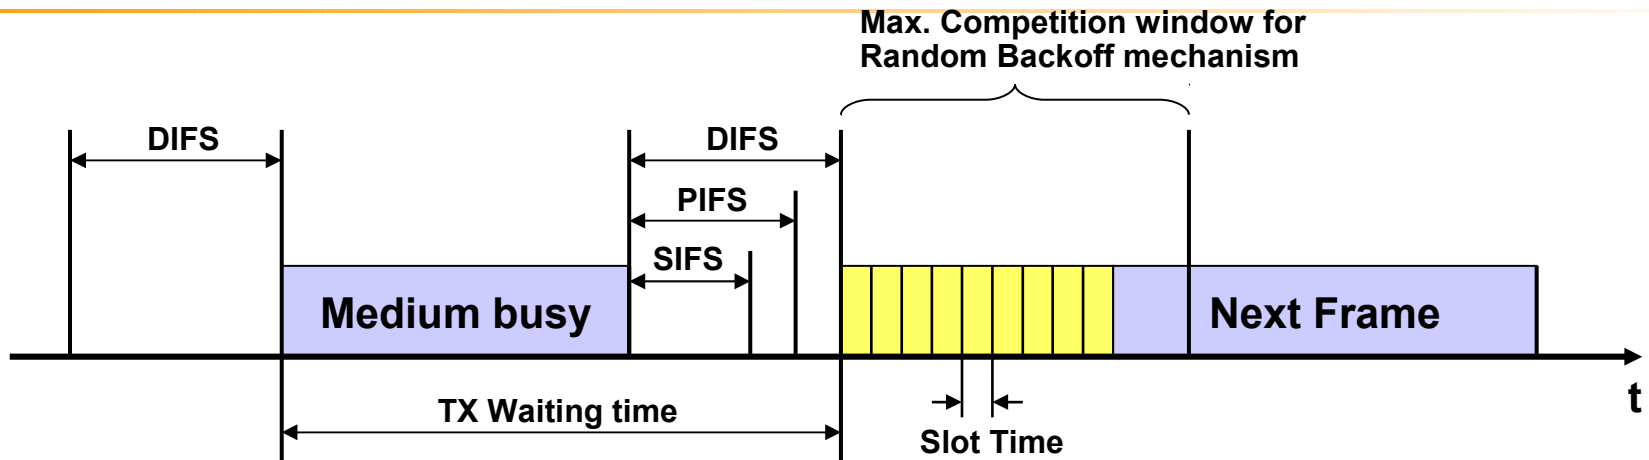 Max. Competition window for
Random Backoff mechanism
DIFS
DIFS
PIFS
SIFS
Medium busy
Next Frame
t
TX Waiting time
Slot Time